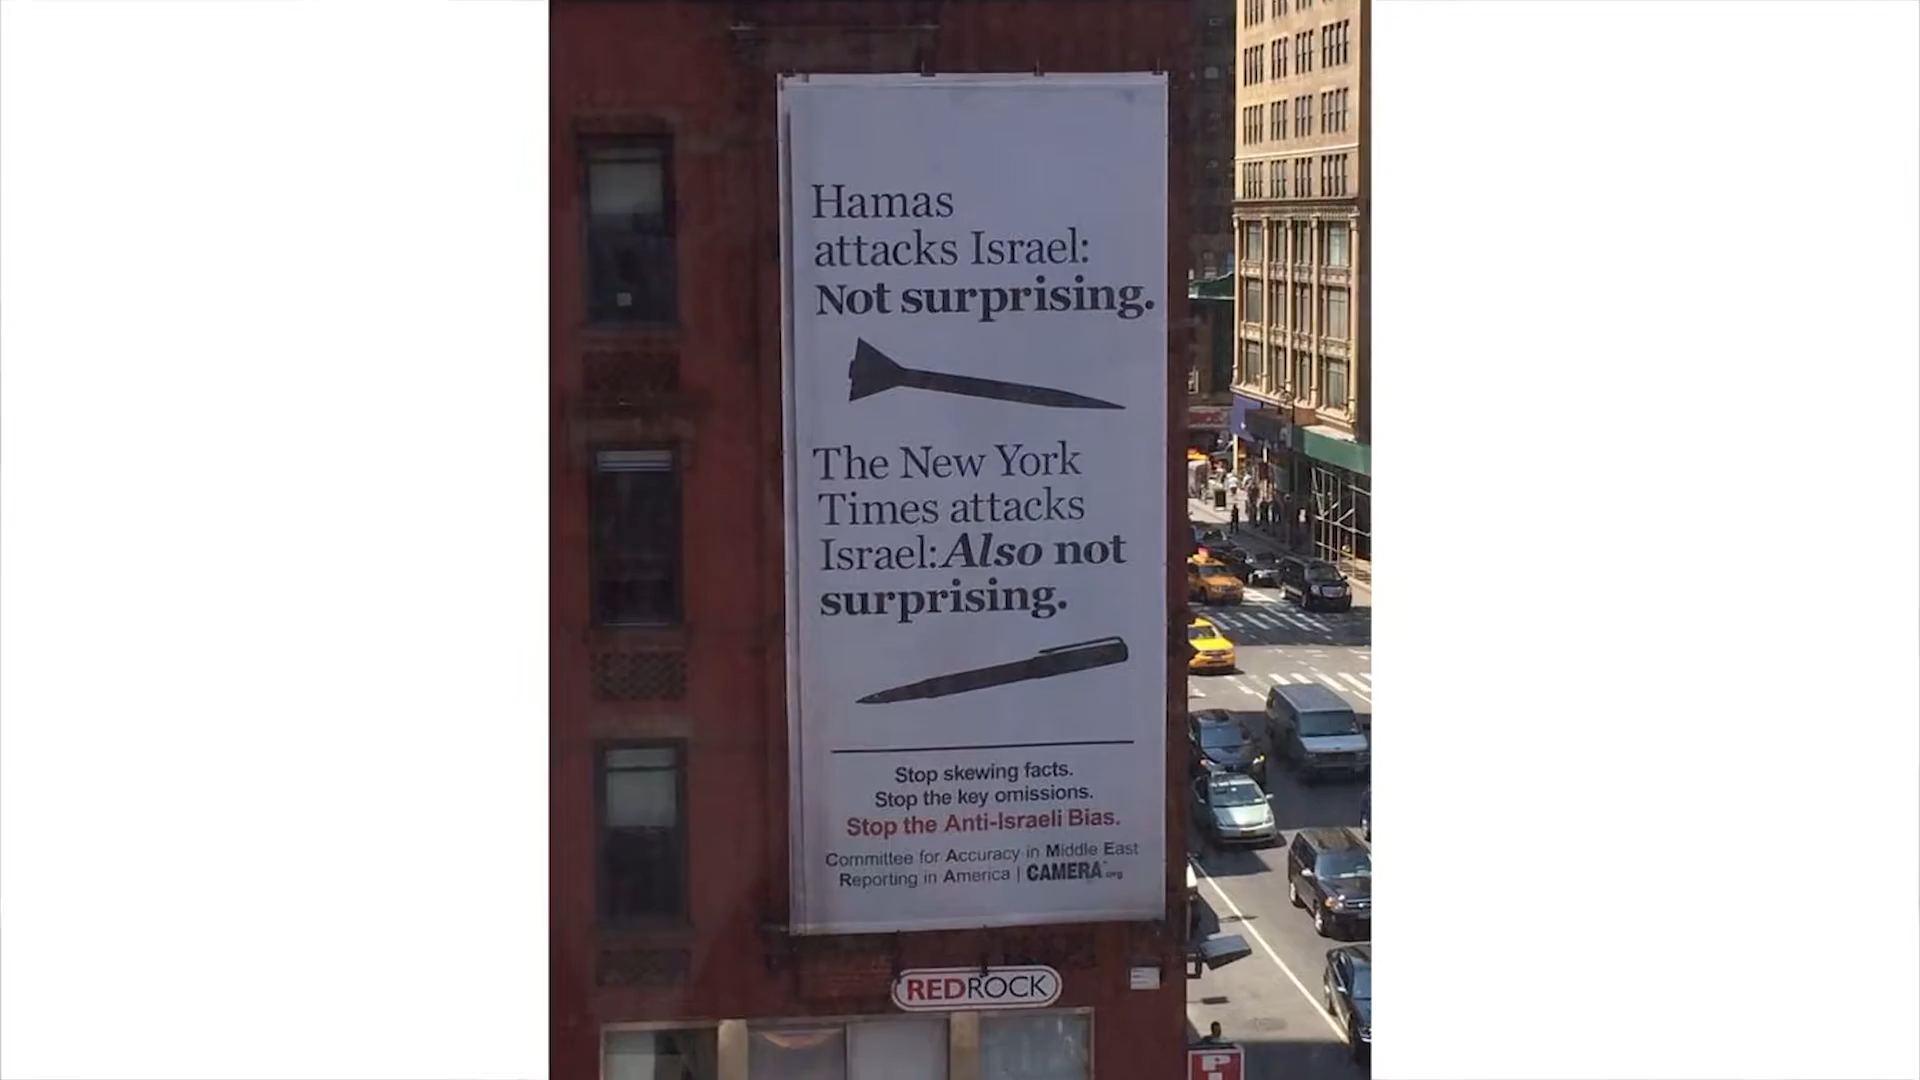 Hamas
attacks Israel:
Not surprising.
The New York
Times attacks
Israel: Also not
surprising.
Stop skewing facts.
Stop the key omissions.
Stop the Anti-Israeli Bias.
Committee for Accuracy in Middle East
Reporting in America | CAMERA.org
REDROCK
P